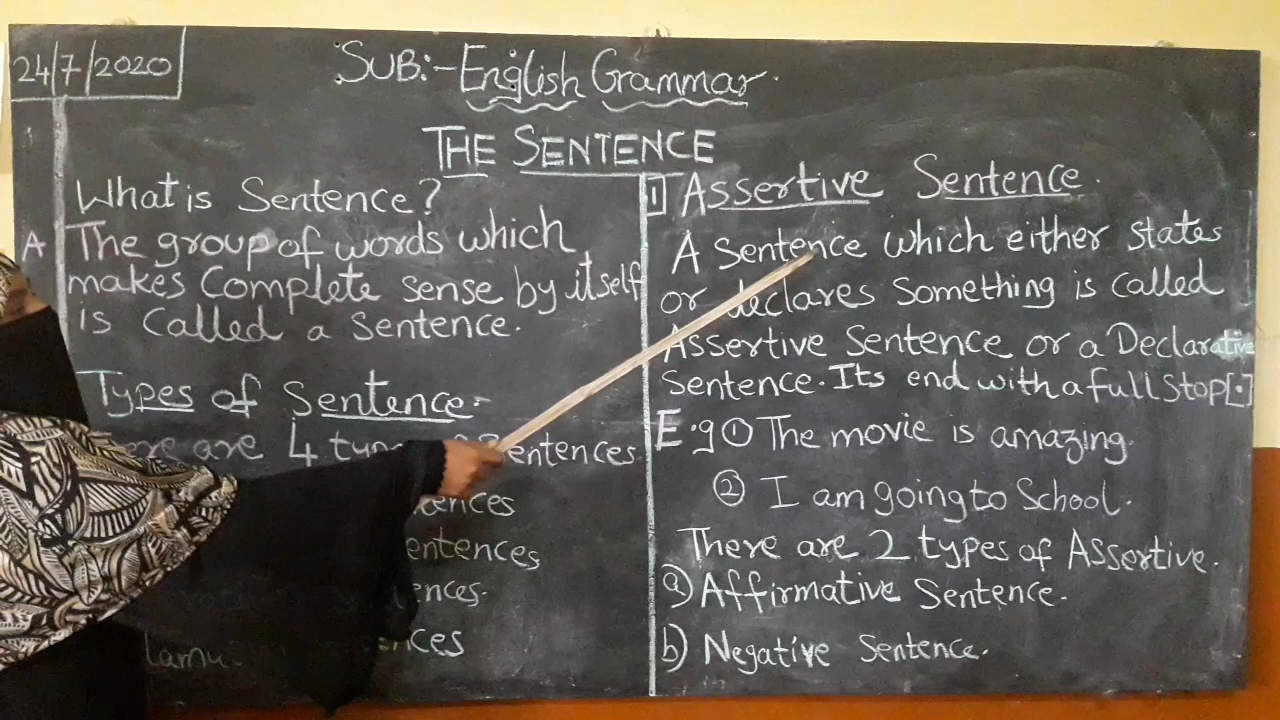 24/7/2020
SUB:- English Grammar.
THE SENTENCE
What is Sentence?
A The group of words which
makes Complete sense by itself
is Called a Sentence.
Types of Sentence:-
are 4 Sentences
1 Assertive Sentence.
A Sentence which either States
or declares Something is called
Assertive Sentence or a Declarative
Sentence. Its end with a full Stop[.]
E.g ① The movie is amazing.
② I am going to School.
There are 2 types of Assertive.
a) Affirmative Sentence.
b) Negative Sentence.